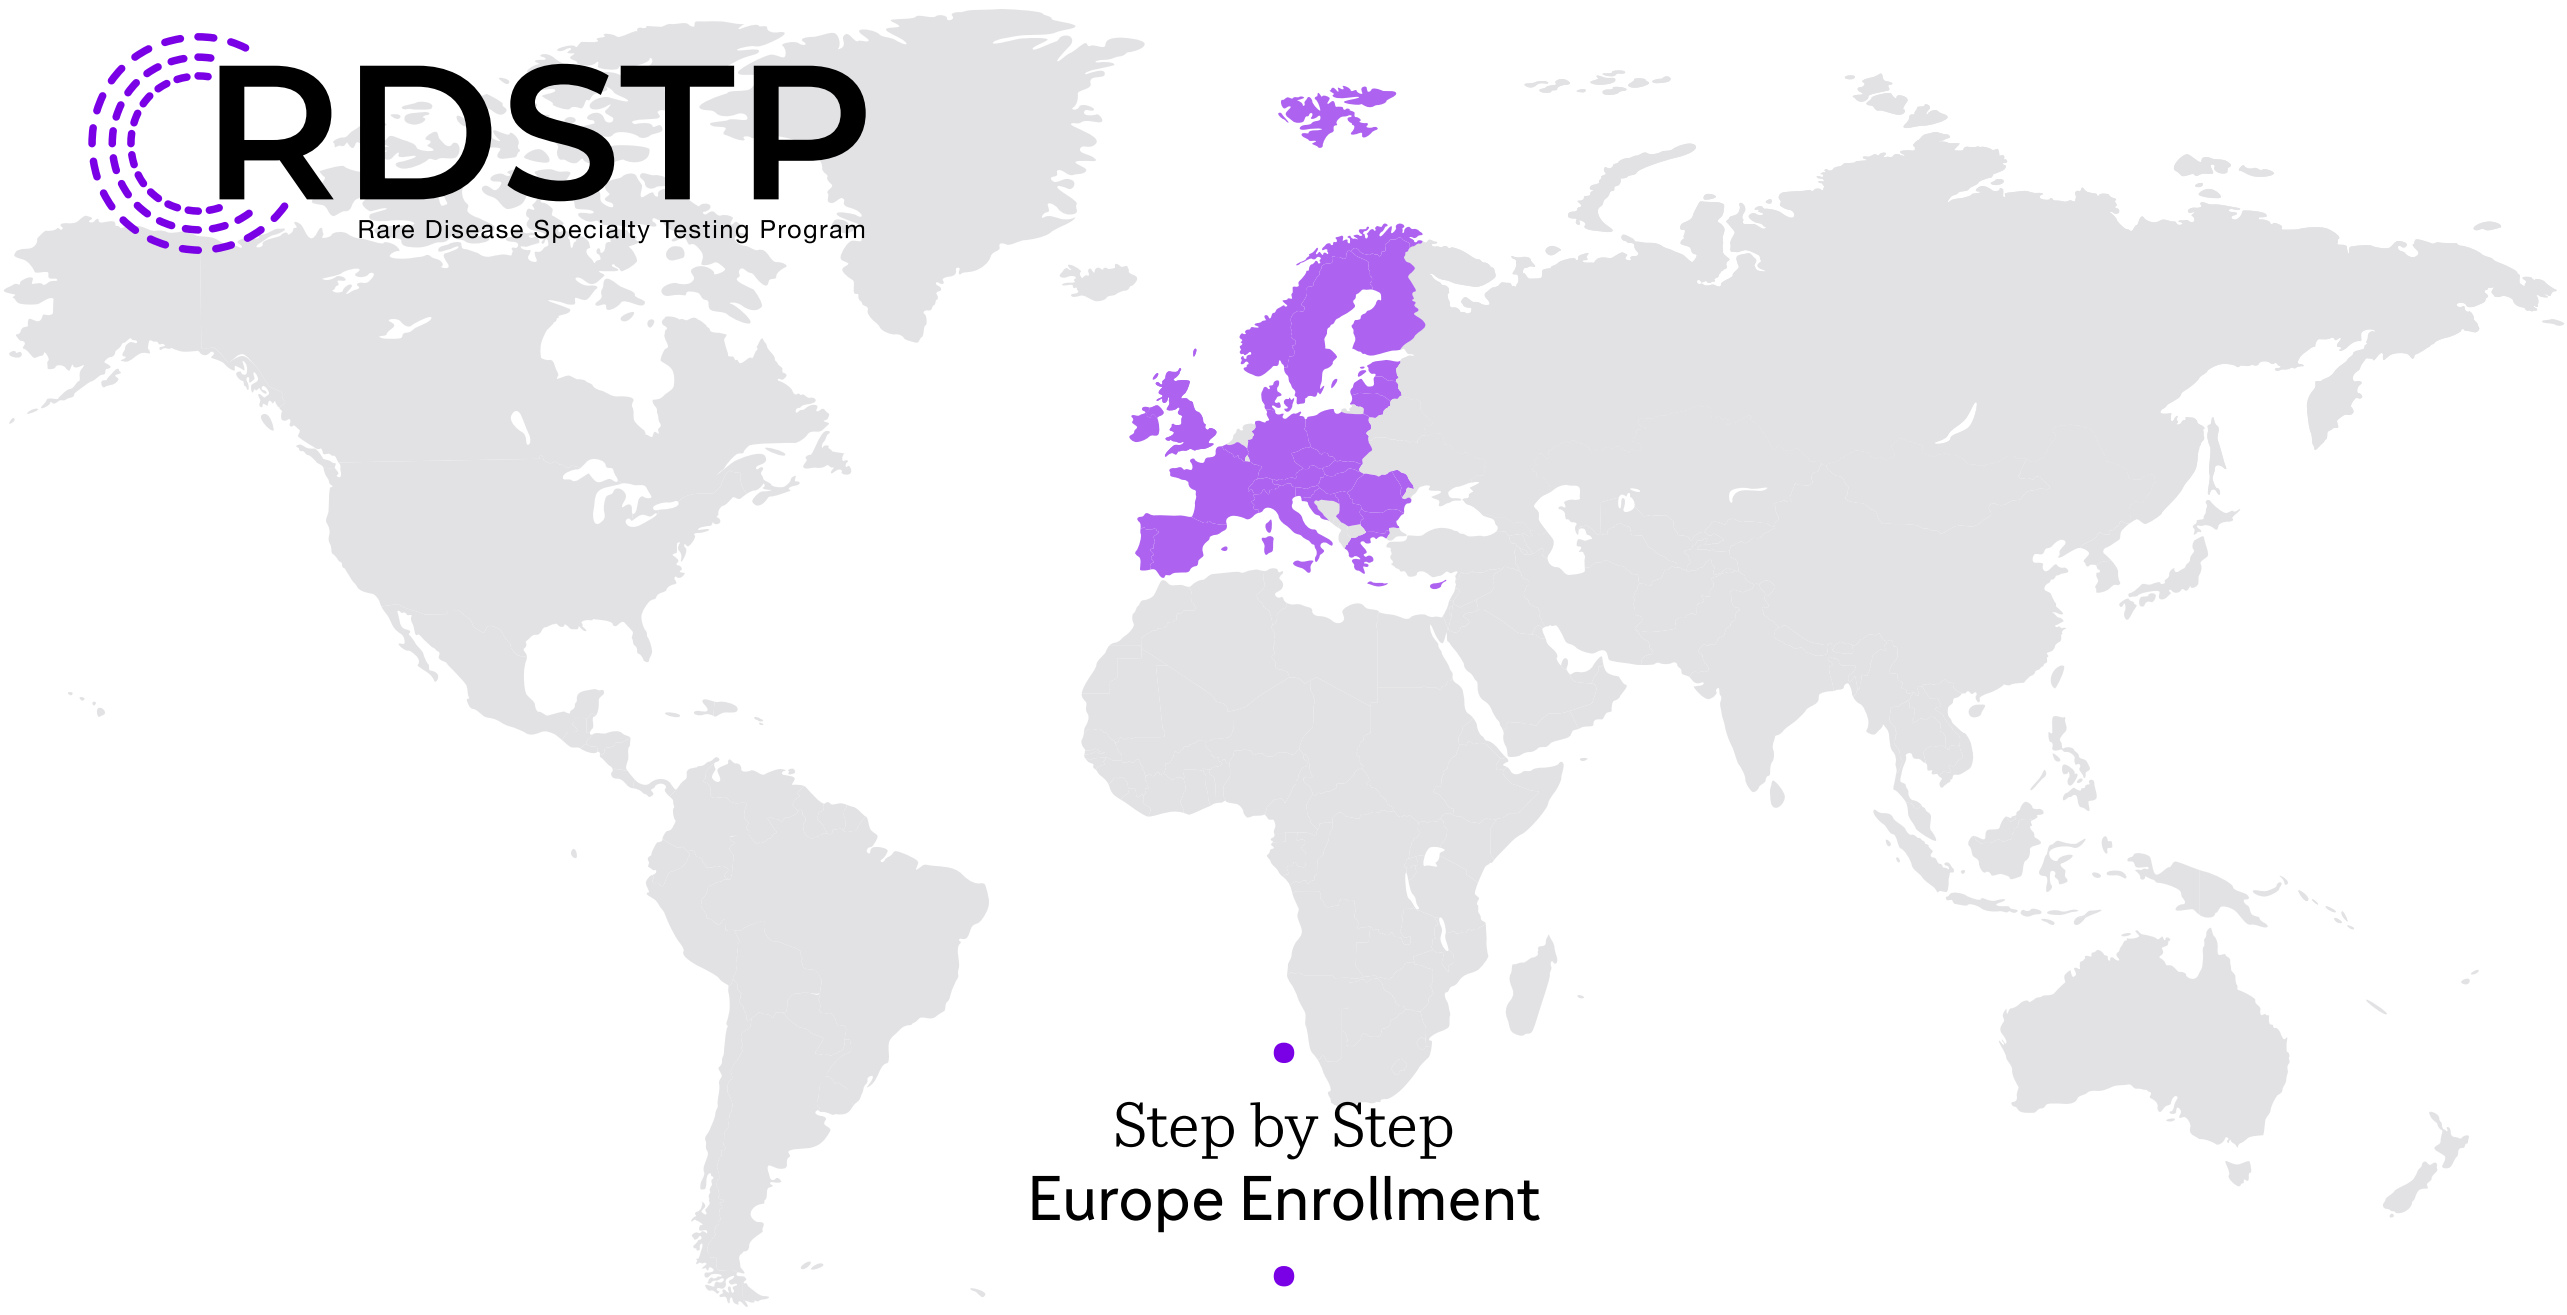 RDSTP
Rare Disease Specialty Testing Program
Step by Step
Europe Enrollment